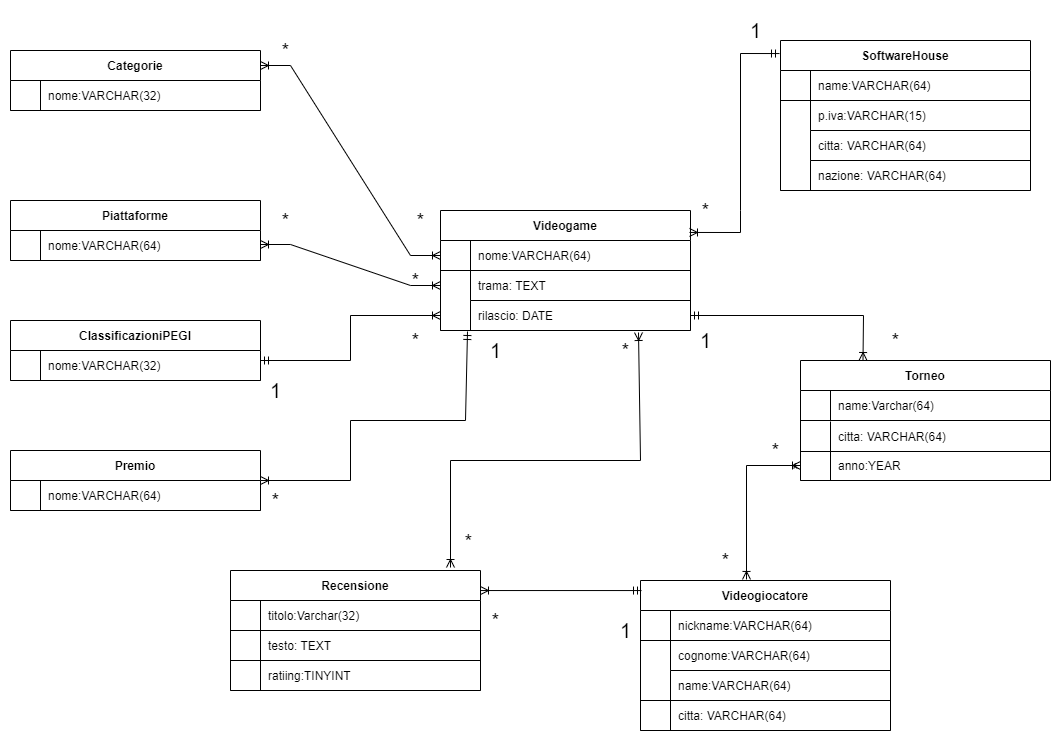 1
SoftwareHouse
name:VARCHAR(64)
p.iva:VARCHAR(15)
citta: VARCHAR(64)
nazione: VARCHAR(64)
*
*
Categorie
nome:VARCHAR(32)
Piattaforme
nome:VARCHAR(64)
*
*
*
Videogame
nome:VARCHAR(64)
trama: TEXT
rilascio: DATE
ClassificazioniPEGI
nome:VARCHAR(32)
1
*
1
*
1
*
Torneo
name:Varchar(64)
citta: VARCHAR(64)
anno:YEAR
Premio
nome:VARCHAR(64)
*
*
*
*
Recensione
titolo:Varchar(32)
testo: TEXT
ratiing:TINYINT
*
1
Videogiocatore
nickname:VARCHAR(64)
cognome:VARCHAR(64)
name:VARCHAR(64)
citta: VARCHAR(64)